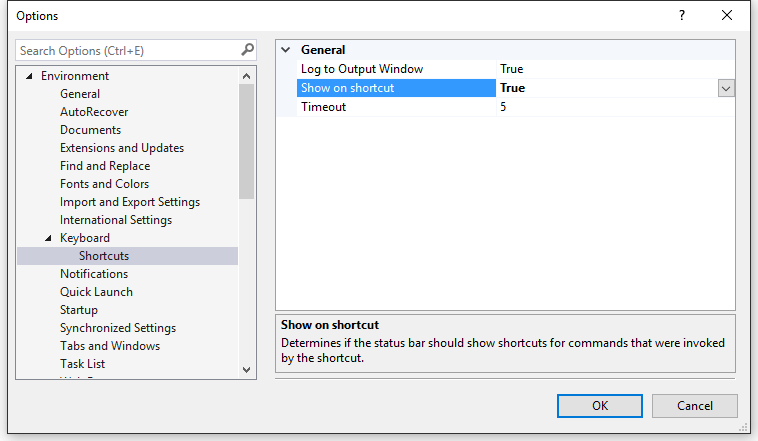 Options
?
Search Options (Ctrl+E)
Environment
General
AutoRecover
Documents
Extensions and Updates
Find and Replace
Fonts and Colors
Import and Export Settings
International Settings
Keyboard
Shortcuts
Notifications
Quick Launch
Startup
Synchronized Settings
Tabs and Windows
Task List
General
Log to Output Window True
Show on shortcut True
Timeout 5
Show on shortcut
Determines if the status bar should show shortcuts for commands that were invoked
by the shortcut.
OK Cancel